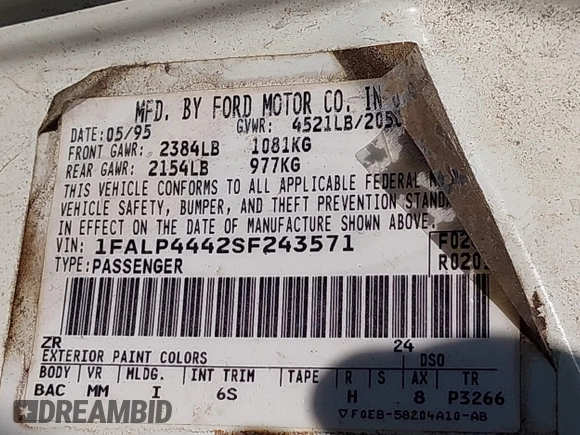 MFD. BY FORD MOTOR CO. IN
DATE: 05/95 GVWR: 4521LB/205
FRONT GAWR: 2384LB 1081KG
REAR GAWR: 2154LB 977KG
THIS VEHICLE CONFORMS TO ALL APPLICABLE FEDERAL
VEHICLE SAFETY, BUMPER, AND THEFT PREVENTION STANDA
IN EFFECT ON THE DATE OF MANUFACTURE SHOWN ABOVE.
VIN: 1FALP4442SF243571 F02
TYPE: PASSENGER R020
ZR 24
EXTERIOR PAINT COLORS DSO
BODY VR MLDG. INT TRIM TAPE R S AX TR
BAC MM I 6S H 8 P3266
▽F0EB-58204A10-AB
DREAMBID